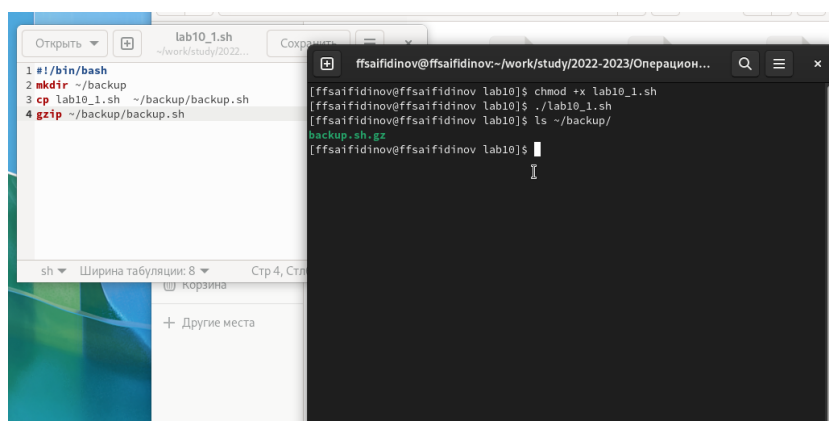 Открыть
lab10_1.sh
~/work/study/2022...
1 #!/bin/bash
2 mkdir ~/backup
3 cp lab10_1.sh  ~/backup/backup.sh
4 gzip ~/backup/backup.sh
sh Ширина табуляции: 8 Стр 4,
Корзина
Другие места
ffsaifidinov@ffsaifidinov:~/work/study/2022-2023/Операцион...
[ffsaifidinov@ffsaifidinov lab10]$ chmod +x lab10_1.sh
[ffsaifidinov@ffsaifidinov lab10]$ ./lab10_1.sh
[ffsaifidinov@ffsaifidinov lab10]$ ls ~/backup/
backup.sh.gz
[ffsaifidinov@ffsaifidinov lab10]$